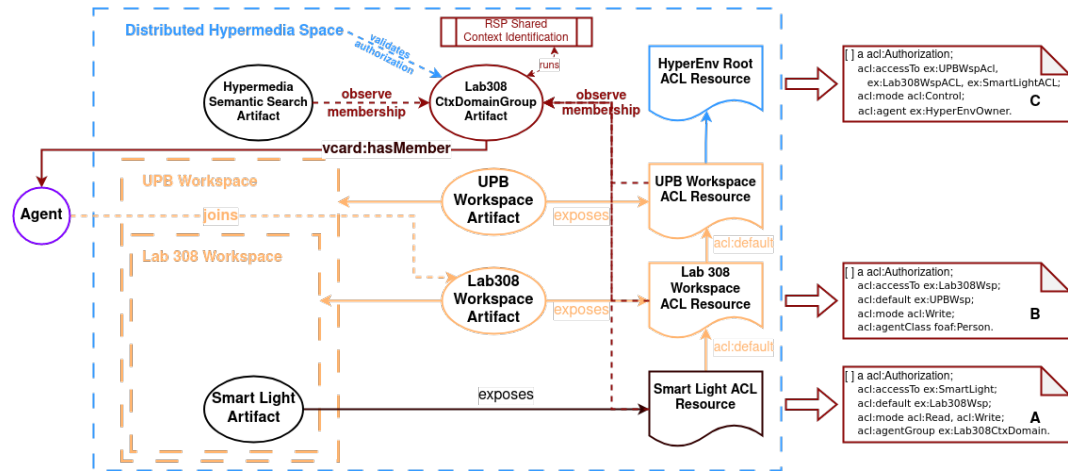 Distributed Hypermedia Space
validates
authorization
RSP Shared
Context Identification
runs
Hypermedia
Semantic Search
Artifact
observe
membership
Lab308
CtxDomainGroup
Artifact
observe
membership
HyperEnv Root
ACL Resource
[ ] a acl:Authorization;
acl:accessTo ex:UPBWspAcl,
ex:Lab308WspACL, ex:SmartLightACL;
acl:mode acl:Control;
acl:agent ex:HyperEnvOwner.
C
vcard:hasMember
UPB Workspace
Agent
joins
UPB
Workspace
Artifact
exposes
UPB Workspace
ACL Resource
acl:default
Lab 308 Workspace
Lab308
Workspace
Artifact
exposes
Lab 308
Workspace
ACL Resource
[ ] a acl:Authorization;
acl:accessTo ex:Lab308Wsp;
acl:default ex:UPBWsp;
acl:mode acl:Write;
acl:agentClass foaf:Person.
B
acl:default
Smart Light
Artifact
exposes
Smart Light ACL
Resource
[ ] a acl:Authorization;
acl:accessTo ex:SmartLight;
acl:default ex:Lab308Wsp;
acl:mode acl:Read, acl:Write;
acl:agentGroup ex:Lab308CtxDomain.
A